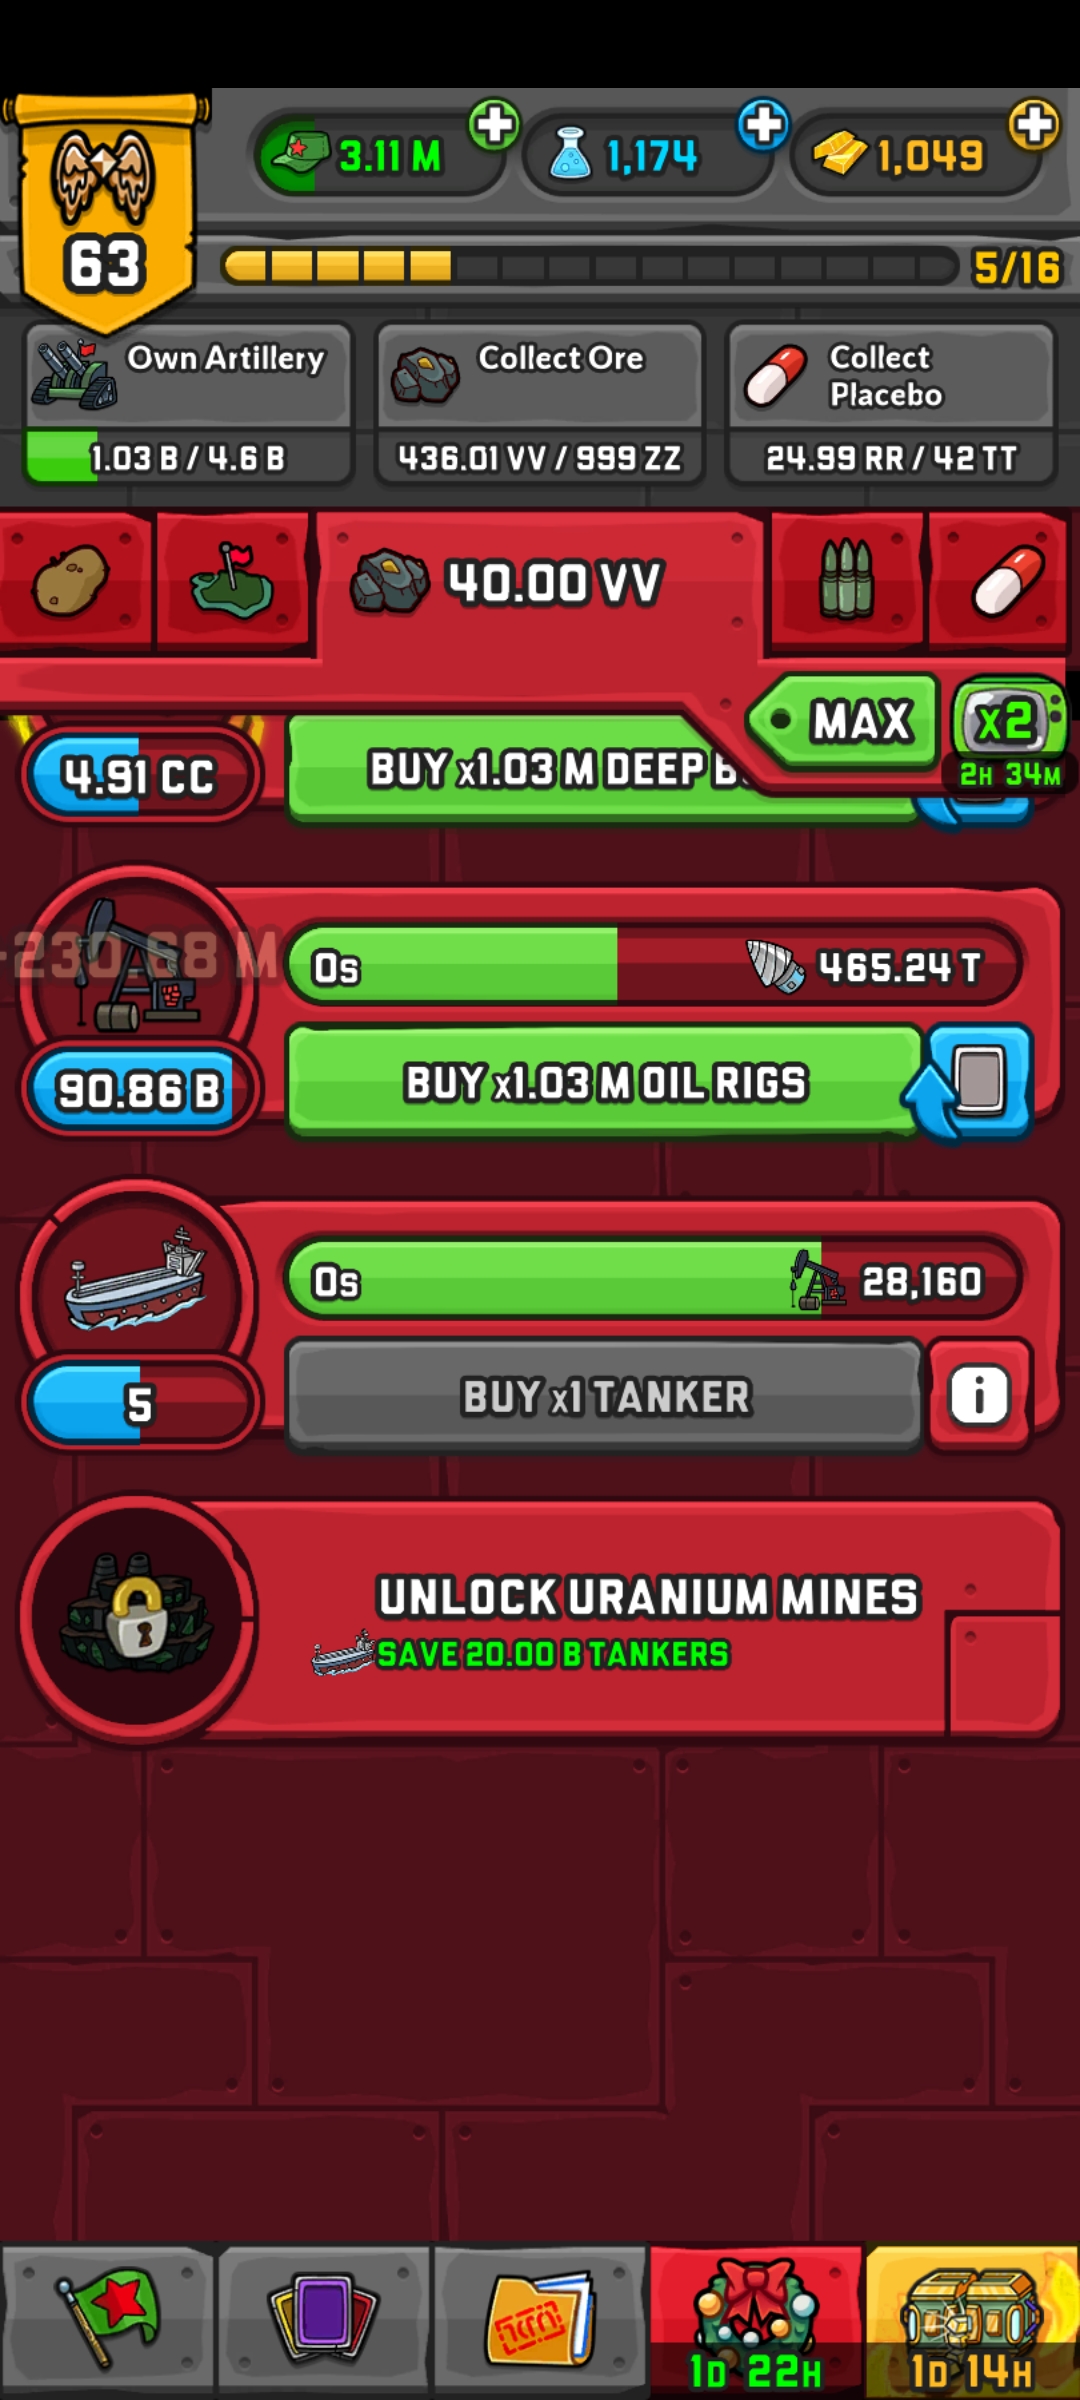 3.11 M
1,174
1,049
63
5/16
Own Artillery
1.03 B / 4.6 B
Collect Ore
436.01 VV / 999 ZZ
Collect
Placebo
24.99 RR / 42 TT
40.00 VV
MAX
x2
2H 34M
4.91 CC
BUY x1.03 M DEEP
230.68 M
0s
465.24 T
90.86 B
BUY x1.03 M OIL RIGS
0s
28,160
5
BUY x1 TANKER
i
UNLOCK URANIUM MINES
SAVE 20.00 B TANKERS
1D 22H
1D 14H